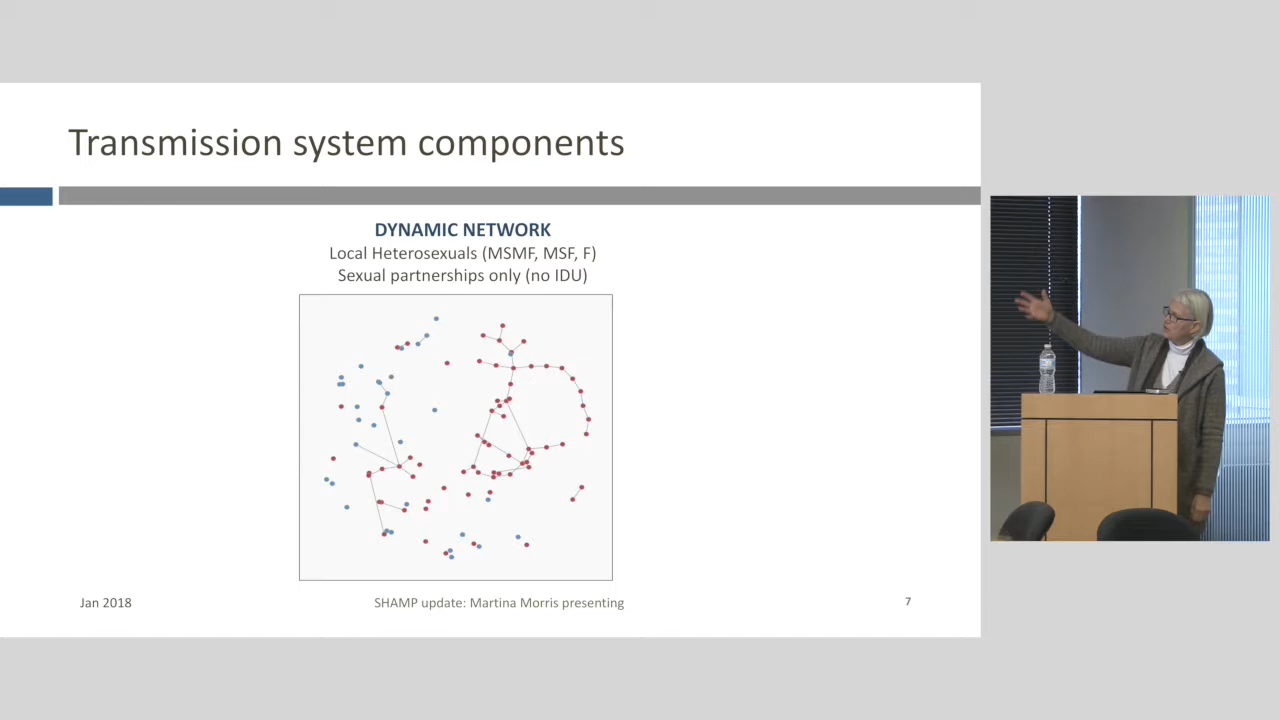 Transmission system components
DYNAMIC NETWORK
Local Heterosexuals (MSMF, MSF, F)
Sexual partnerships only (no IDU)
Jan 2018
SHAMP update: Martina Morris presenting
7